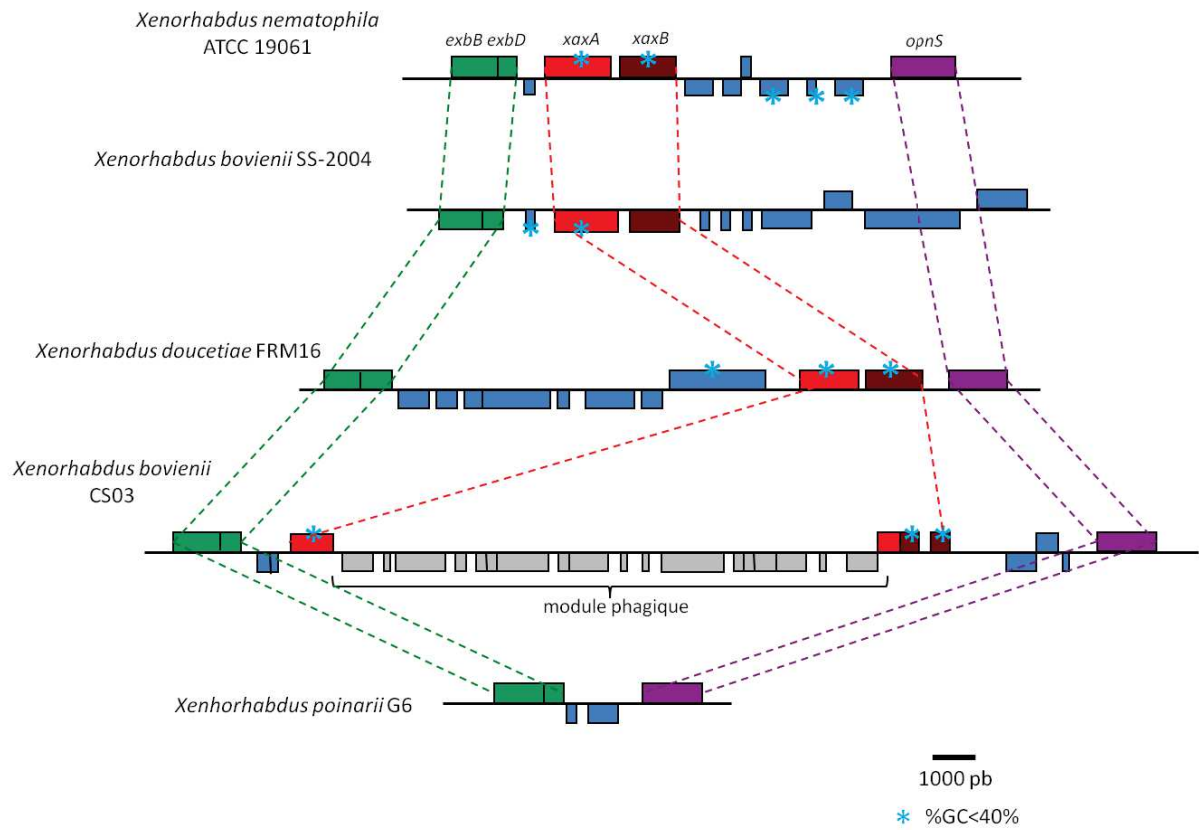 Xenorhabdus nematophila
ATCC 19061
exbB exbD
xaxA
xaxB
opnS
Xenorhabdus bovienii SS-2004
Xenorhabdus doucetiae FRM16
Xenorhabdus bovienii
CS03
module phagique
Xenhorhabdus poinarii G6
1000 pb
* %GC<40%